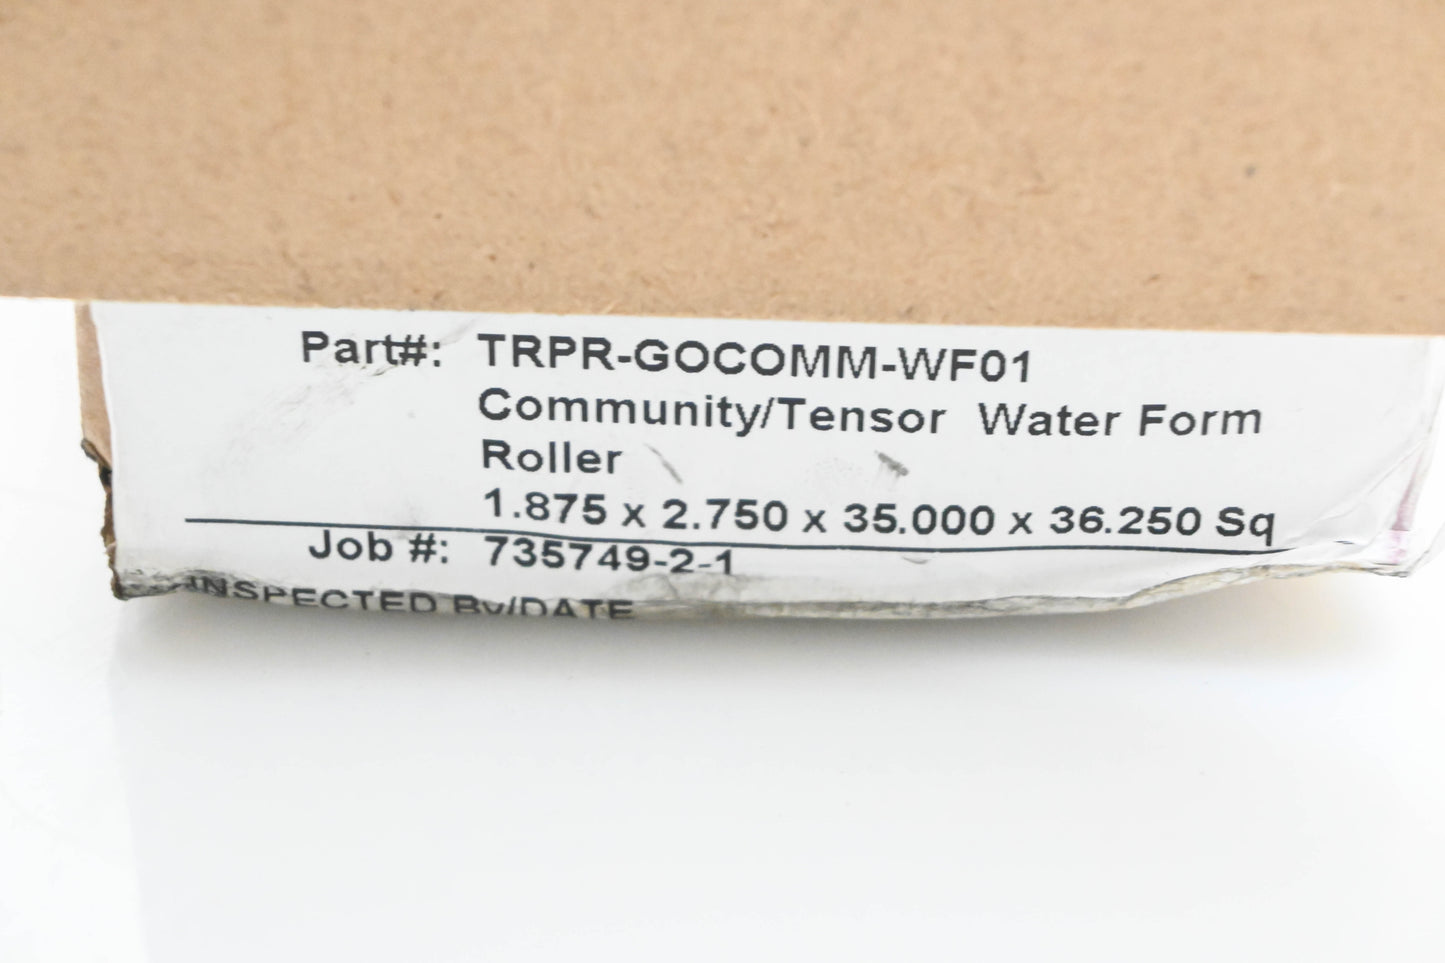 Part#: TRPR-GOCOMM-WF01
Community/Tensor Water Form
Roller
1.875 x 2.750 x 35.000 x 36.250 Sq
Job #: 735749-2-1
INSPECTED By/DATE